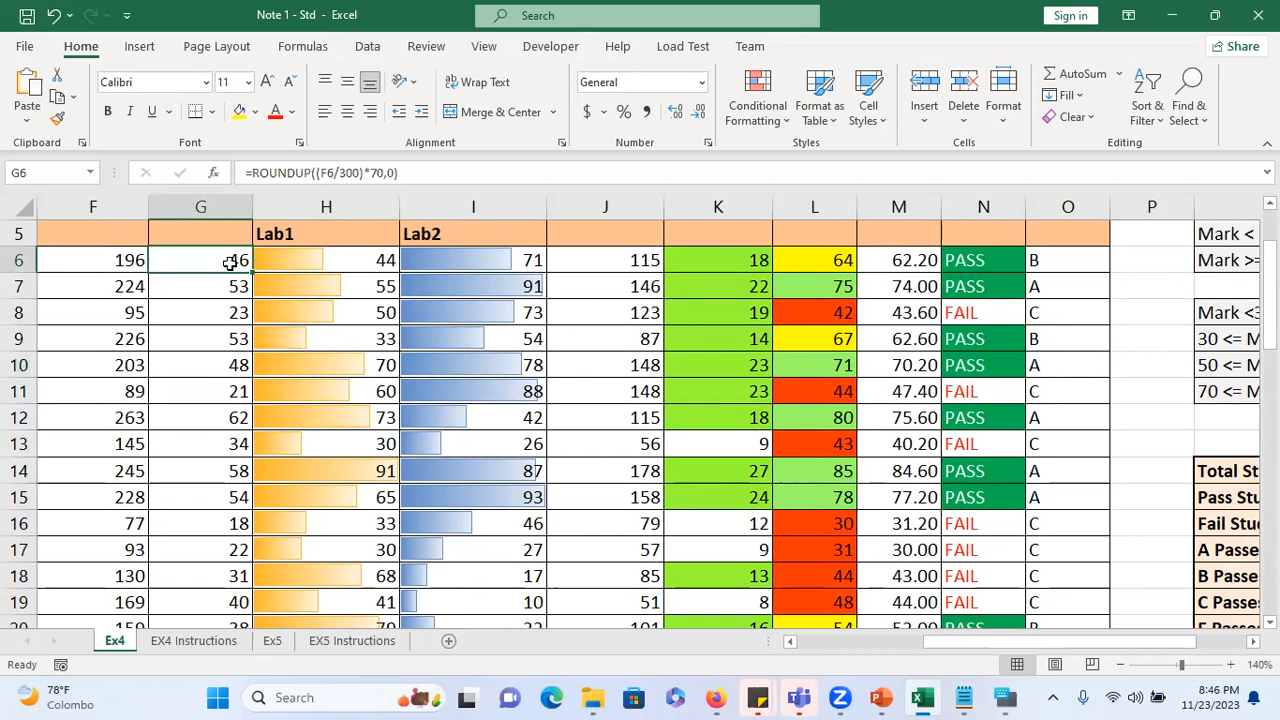 Note 1 - Std - Excel
Search
Sign in
File Home Insert Page Layout Formulas Data Review View Developer Help Load Test Team
Share
Paste
Calibri 11
Wrap Text
Merge & Center
General
Conditional Formatting
Format as Table
Cell Styles
Insert Delete Format
AutoSum
Fill
Clear
Sort & Filter
Find & Select
Clipboard Font Alignment Number Styles Cells Editing
G6 =ROUNDUP((F6/300)*70,0)
F G H I J K L M N O P
5 Lab1 Lab2 Mark <
6 196 46 44 71 115 18 64 62.20 PASS B Mark >=
7 224 53 55 91 146 22 75 74.00 PASS A
8 95 23 50 73 123 19 42 43.60 FAIL C Mark <3
9 226 53 33 54 87 14 67 62.60 PASS B 30 <= M
10 203 48 70 78 148 23 71 70.20 PASS A 50 <= M
11 89 21 60 88 148 23 44 47.40 FAIL C 70 <= M
12 263 62 73 42 115 18 80 75.60 PASS A
13 145 34 30 26 56 9 43 40.20 FAIL C
14 245 58 91 87 178 27 85 84.60 PASS A Total St
15 228 54 65 93 158 24 78 77.20 PASS A Pass Stu
16 77 18 33 46 79 12 30 31.20 FAIL C Fail Stu
17 93 22 30 27 57 9 31 30.00 FAIL C A Passe
18 130 31 68 17 85 13 44 43.00 FAIL C B Passe
19 169 40 41 10 51 8 48 44.00 FAIL C C Passe
Ex4 EX4 Instructions Ex5 EX5 Instructions
Ready 140%
78°F
Colombo
Search
8:46 PM
11/23/2023